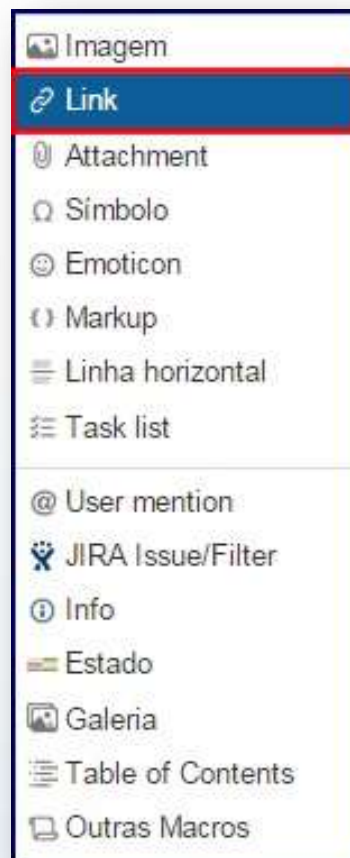 Imagem
Link
Attachment
Símbolo
Emoticon
Markup
Linha horizontal
Task list
User mention
JIRA Issue/Filter
Info
Estado
Galeria
Table of Contents
Outras Macros